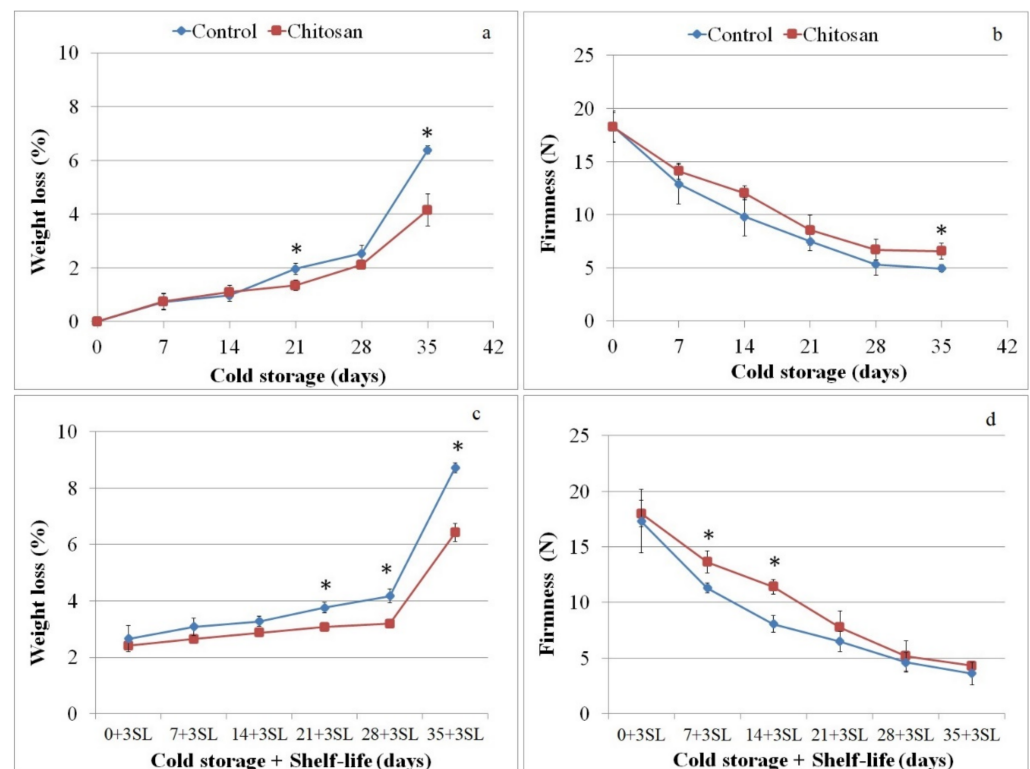 Control Chitosan a
10
8
6
4
2
0
Weight loss (%)
*
*
0 7 14 21 28 35 42
Cold storage (days)
Control Chitosan b
25
20
15
10
5
0
Firmness (N)
*
0 7 14 21 28 35 42
Cold storage (days)
c
10
8
6
4
2
0
Weight loss (%)
*
*
*
0+3SL 7+3SL 14+3SL 21+3SL 28+3SL 35+3SL
Cold storage + Shelf-life (days)
d
25
20
15
10
5
0
Firmness (N)
*
*
0+3SL 7+3SL 14+3SL 21+3SL 28+3SL 35+3SL
Cold storage + Shelf-life (days)